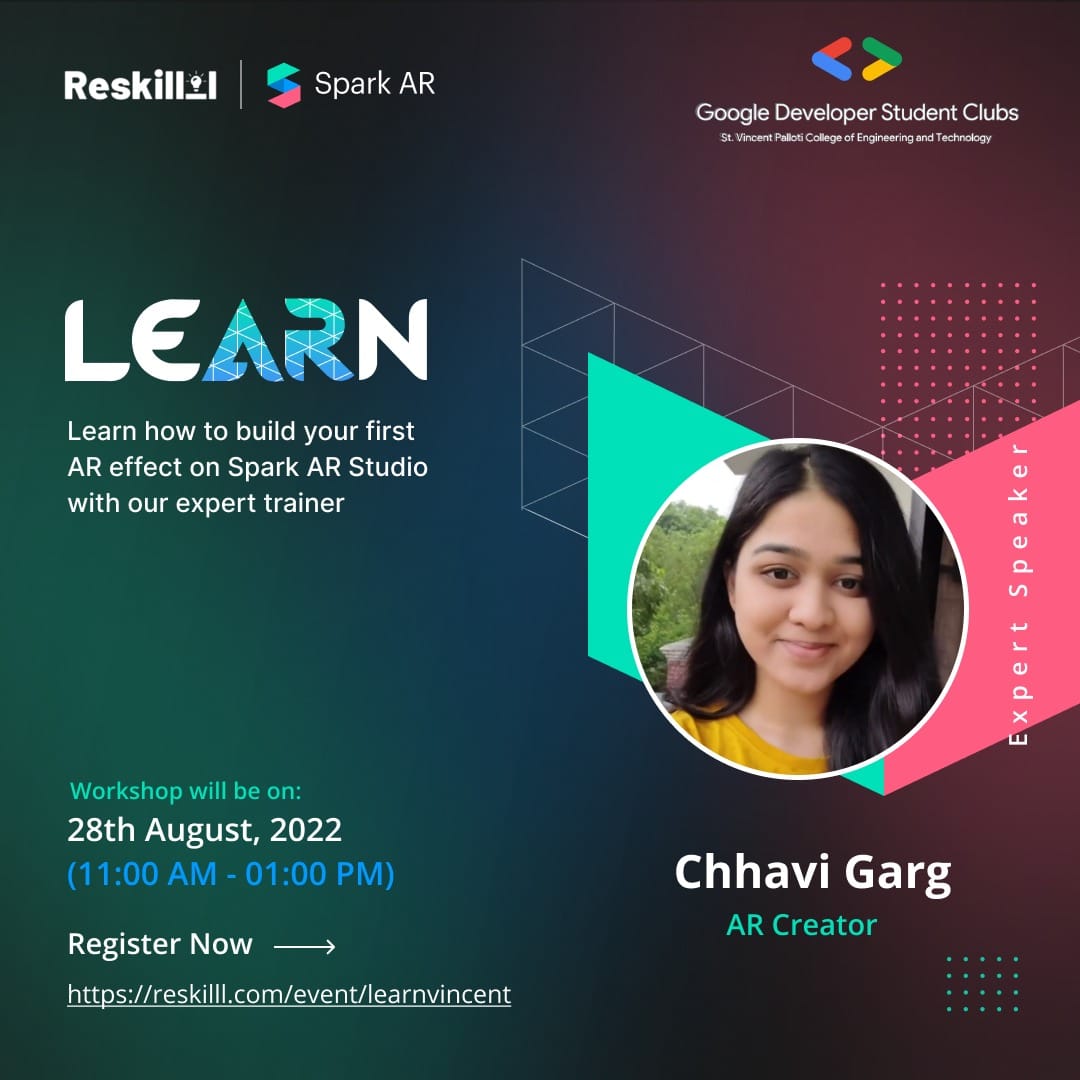 Reskilll
Spark AR
Google Developer Student Clubs
St. Vincent Palloti College of Engineering and Technology
LEARN
Learn how to build your first
AR effect on Spark AR Studio
with our expert trainer
Expert Speaker
Workshop will be on:
28th August, 2022
(11:00 AM - 01:00 PM)
Register Now
https://reskilll.com/event/learnvincent
Chhavi Garg
AR Creator